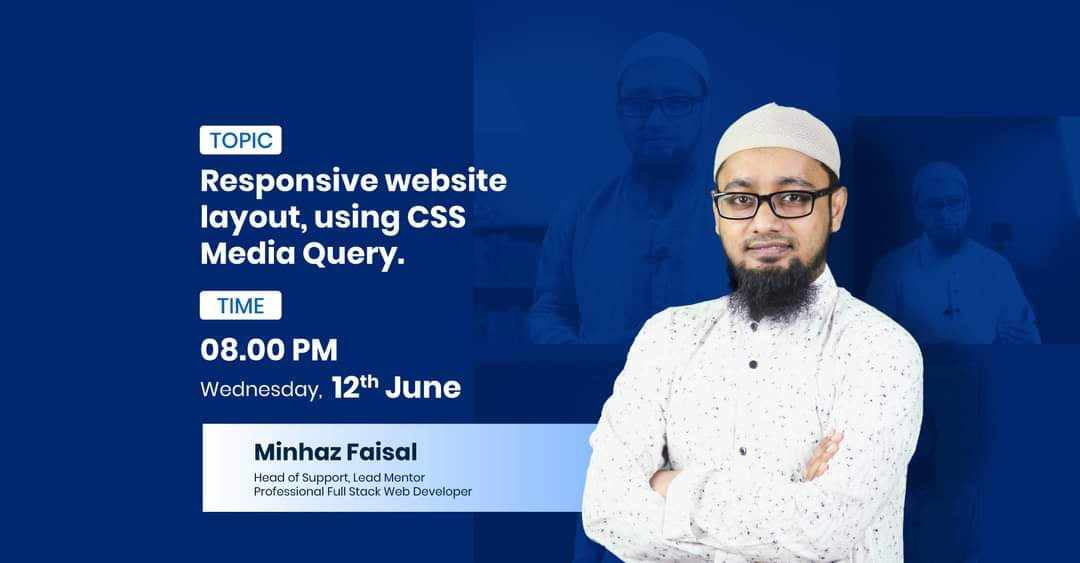 TOPIC
Responsive website
layout, using CSS
Media Query.
TIME
08.00 PM
Wednesday, 12th June
Minhaz Faisal
Head of Support, Lead Mentor
Professional Full Stack Web Developer